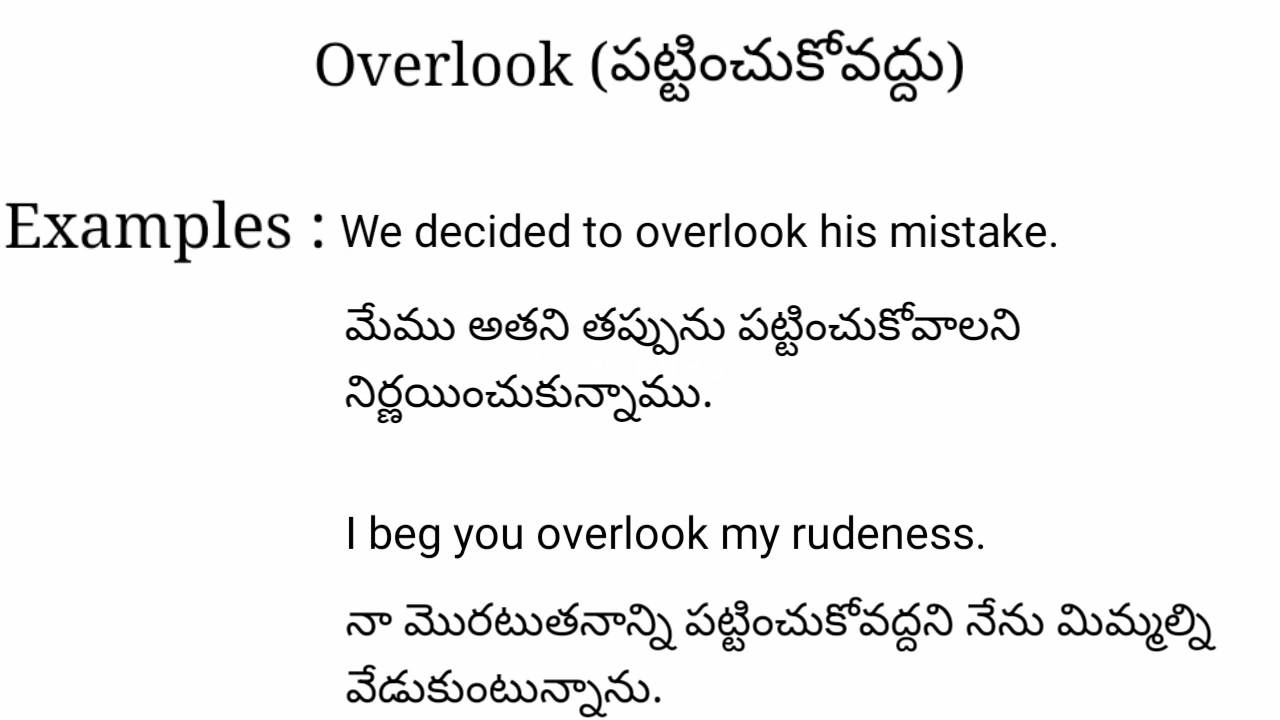 Overlook (పట్టించుకోవద్దు)
Examples : We decided to overlook his mistake.
మేము అతని తప్పును పట్టించుకోవాలని
నిర్ణయించుకున్నాము.
I beg you overlook my rudeness.
నా మొరటుతనాన్ని పట్టించుకోవద్దని నేను మిమ్మల్ని
వేడుకుంటున్నాను.